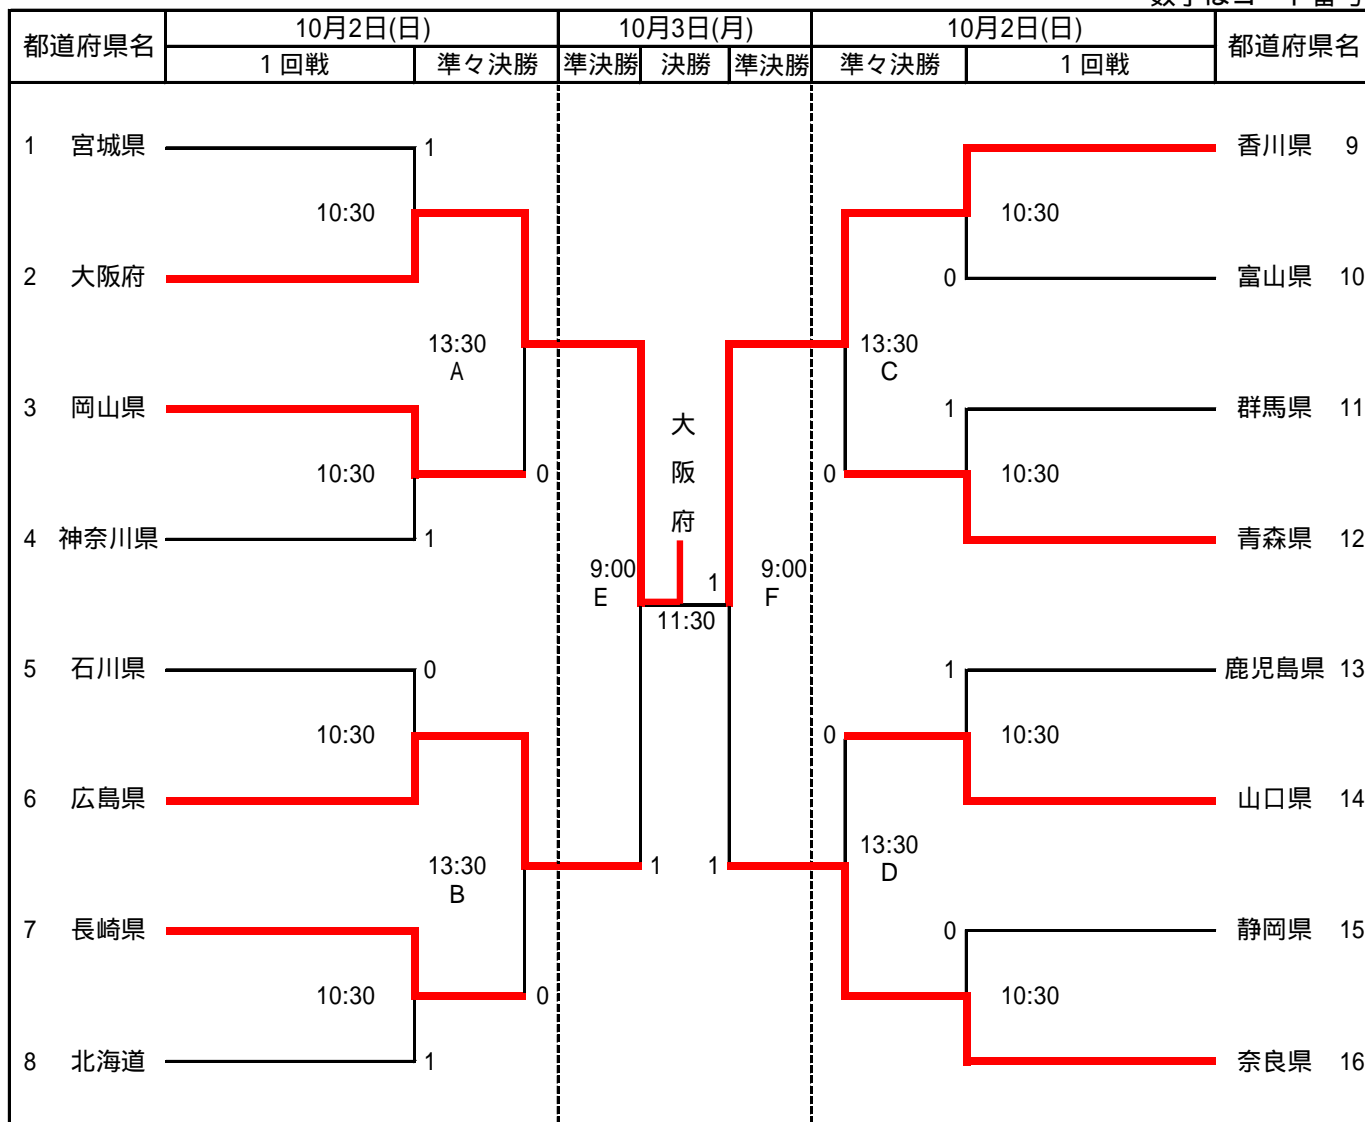 都道府県名 10月2日(日) 10月3日(月) 10月2日(日) 都道府県名
1回戦 準々決勝 準決勝 決勝 準決勝 準々決勝 1回戦
1 宮城県 1 香川県 9
10:30 10:30
2 大阪府 0 富山県 10
13:30 13:30
A C
3 岡山県 1 群馬県 11
大
阪
府
10:30 0 0 10:30
4 神奈川県 1 青森県 12
9:00 1 9:00
E F
11:30
5 石川県 0 1 鹿児島県 13
10:30 0 10:30
6 広島県 山口県 14
13:30 1 1 13:30
B D
7 長崎県 0 静岡県 15
10:30 0 10:30
8 北海道 1 奈良県 16